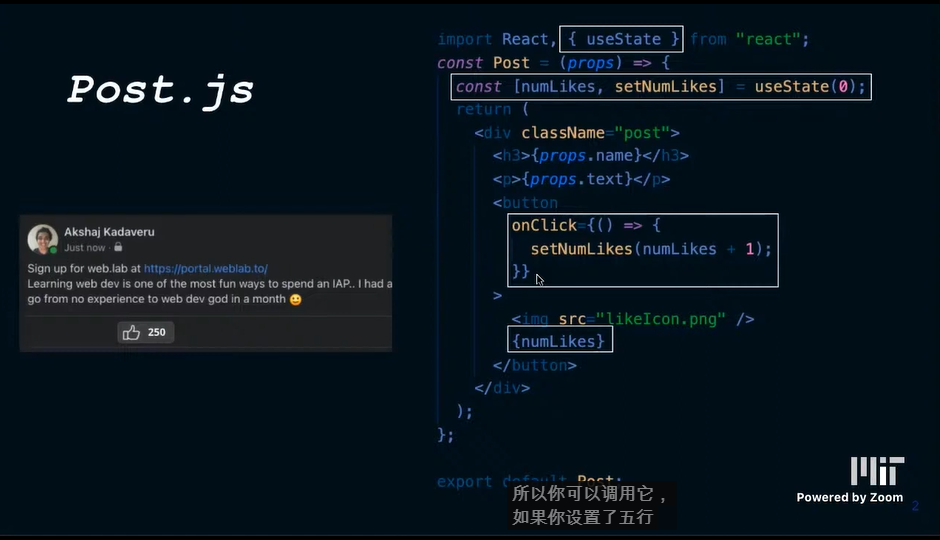 Post.js
import React, { useState } from "react";
const Post = (props) => {
const [numLikes, setNumLikes] = useState(0);
return (
<div className="post">
<h3>{props.name}</h3>
<p>{props.text}</p>
<button
onClick={() => {
setNumLikes(numLikes + 1);
}}
>
<img src="likeIcon.png" />
{numLikes}
</button>
</div>
);
};
export default Post;
Akshaj Kadaveru
Just now ·
Sign up for web.lab at https://portal.weblab.to/
Learning web dev is one of the most fun ways to spend an IAP.. I had a
go from no experience to web dev god in a month 😀
250
所以你可以调用它，
如果你设置了五行
MIT
Powered by Zoom
2